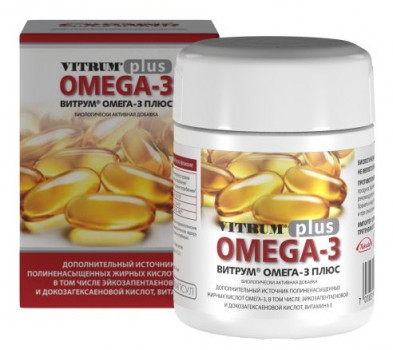 VITRUM® plus
OMEGA-3
ВИТРУМ® ОМЕГА-3 ПЛЮС
БИОЛОГИЧЕСКИ АКТИВНАЯ ДОБАВКА
ДОПОЛНИТЕЛЬНЫЙ ИСТОЧНИК
ПОЛИНЕНАСЫЩЕННЫХ ЖИРНЫХ КИСЛОТ
В ТОМ ЧИСЛЕ ЭЙКОЗАПЕНТАЕНОВОЙ
И ДОКОЗАГЕКСАЕНОВОЙ КИСЛОТ, ВИТАМИНА
VITRUM® plus
OMEGA-3
ВИТРУМ® ОМЕГА-3 ПЛЮС
БИОЛОГИЧЕСКИ АКТИВНАЯ ДОБАВКА
ДОПОЛНИТЕЛЬНЫЙ ИСТОЧНИК ПОЛИНЕНАСЫЩЕННЫХ
ЖИРНЫХ КИСЛОТ ОМЕГА-3, В ТОМ ЧИСЛЕ ЭЙКОЗАПЕНТАЕНОВОЙ
И ДОКОЗАГЕКСАЕНОВОЙ КИСЛОТ, ВИТАМИНА Е